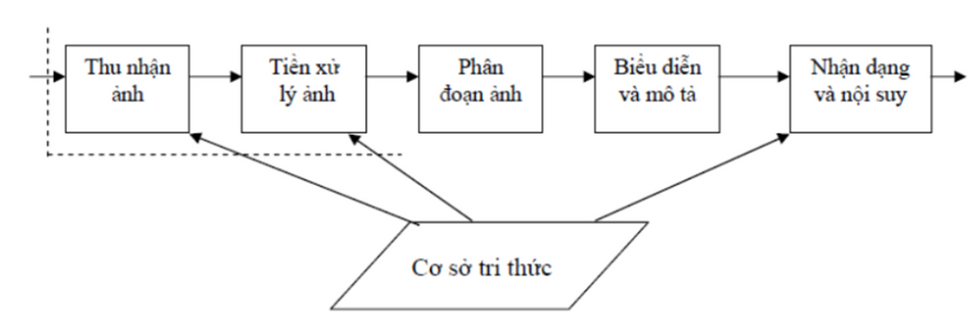 Thu nhận
ảnh
Tiền xử
lý ảnh
Phân
đoạn ảnh
Biểu diễn
và mô tả
Nhận dạng
và nội suy
Cơ sở tri thức